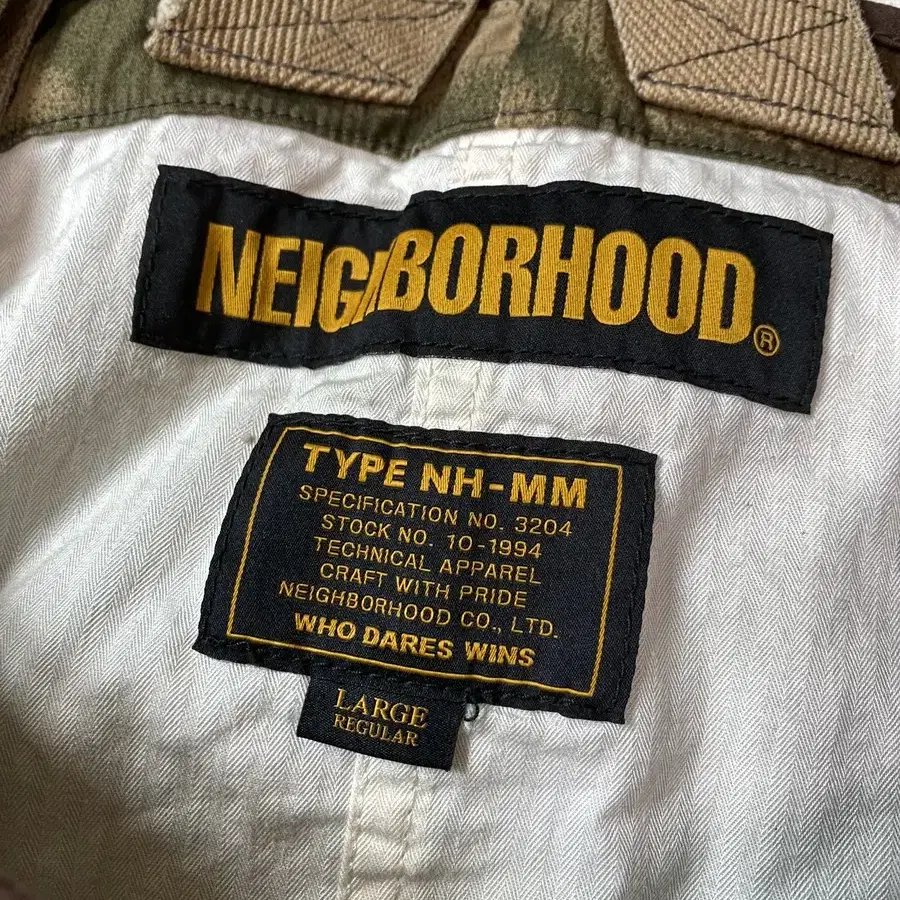 NEIGHBORHOOD®
TYPE NH-MM
SPECIFICATION NO. 3204
STOCK NO. 10-1994
TECHNICAL APPAREL
CRAFT WITH PRIDE
NEIGHBORHOOD CO., LTD.
WHO DARES WINS
LARGE
REGULAR